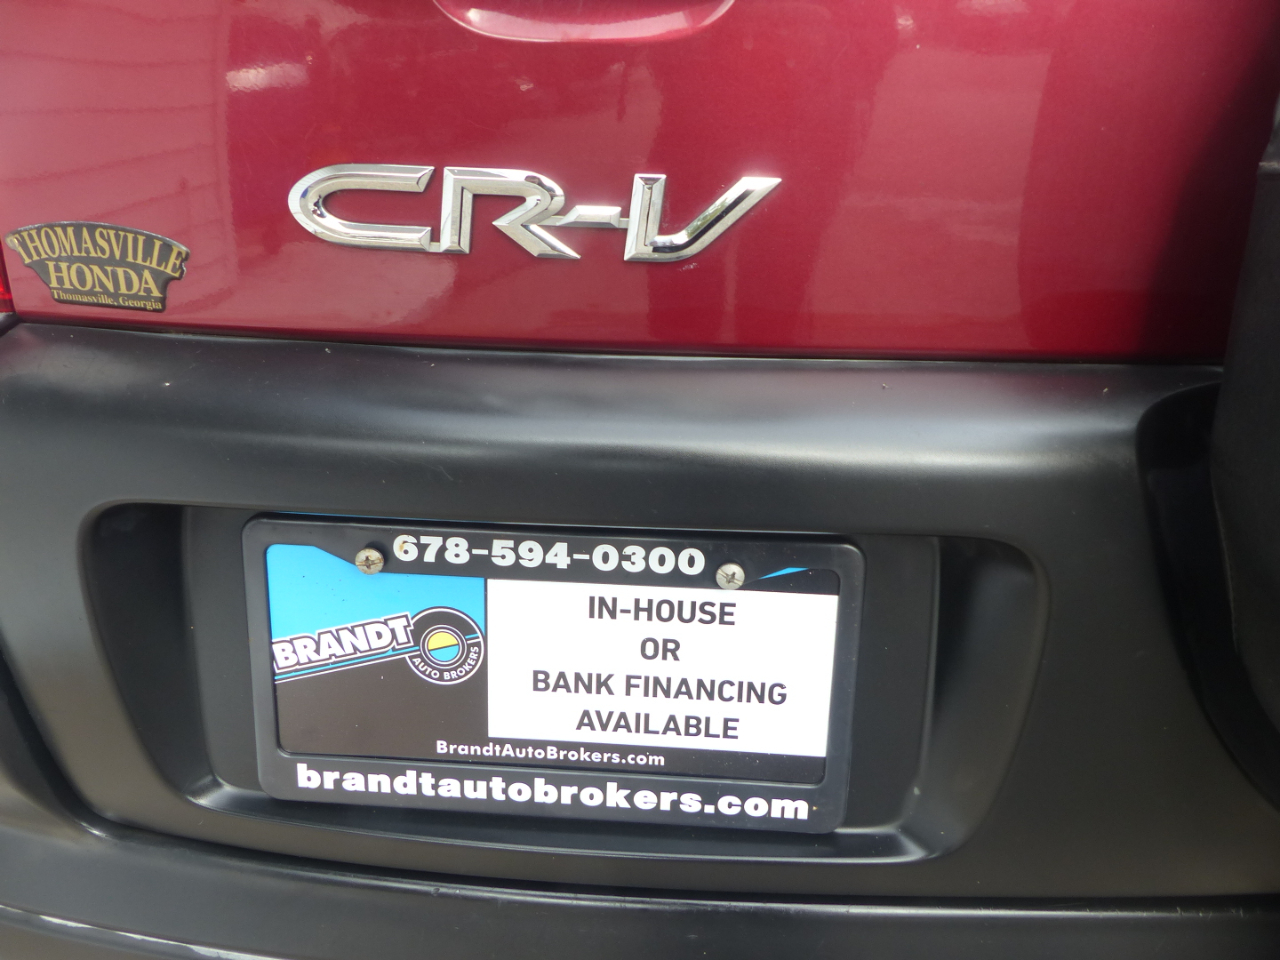 CR-V
THOMASVILLE
HONDA
Thomasville, Georgia
678-594-0300
BRANDT
AUTO BROKERS
IN-HOUSE
OR
BANK FINANCING
AVAILABLE
BrandtAutoBrokers.com
brandtautobrokers.com